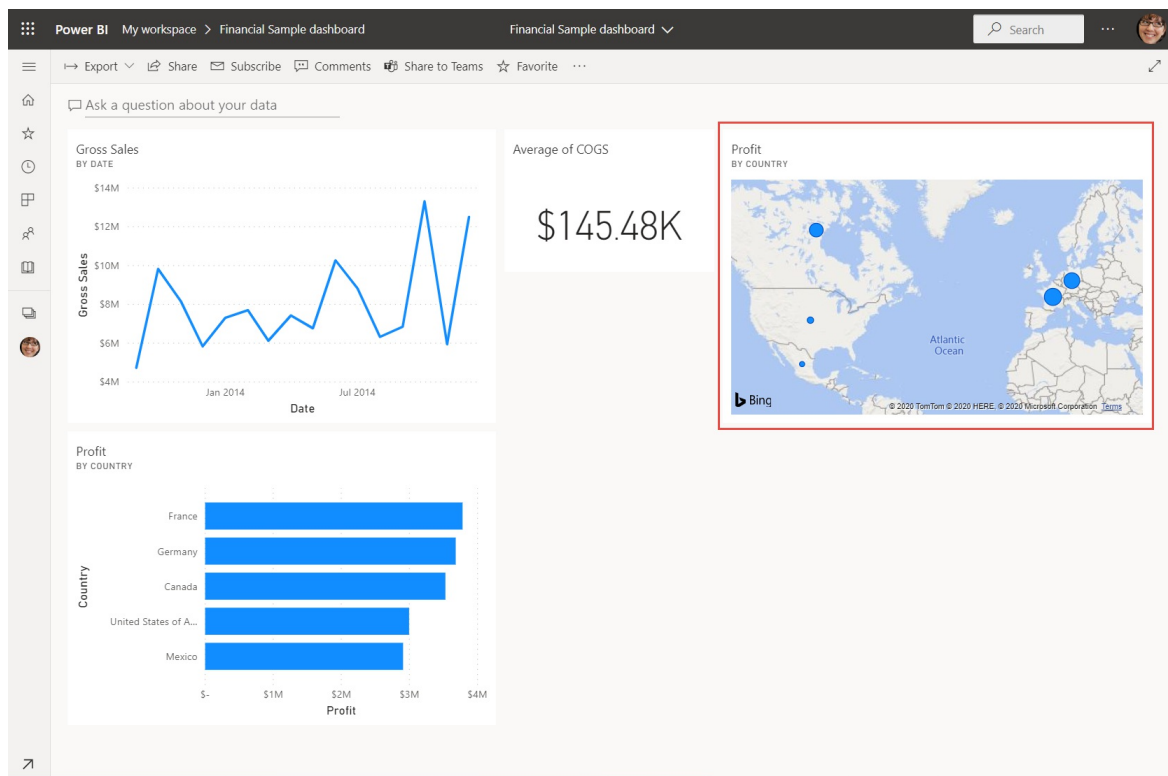 Power BI My workspace > Financial Sample dashboard Financial Sample dashboard Search
Export Share Subscribe Comments Share to Teams Favorite ...
Ask a question about your data
Gross Sales
BY DATE
$14M
$12M
$10M
$8M
$6M
$4M
Gross Sales
Jan 2014 Jul 2014
Date
Average of COGS
$145.48K
Profit
BY COUNTRY
Atlantic
Ocean
Bing
© 2020 TomTom © 2020 HERE, © 2020 Microsoft Corporation Terms
Profit
BY COUNTRY
Country
France
Germany
Canada
United States of A...
Mexico
$- $1M $2M $3M $4M
Profit